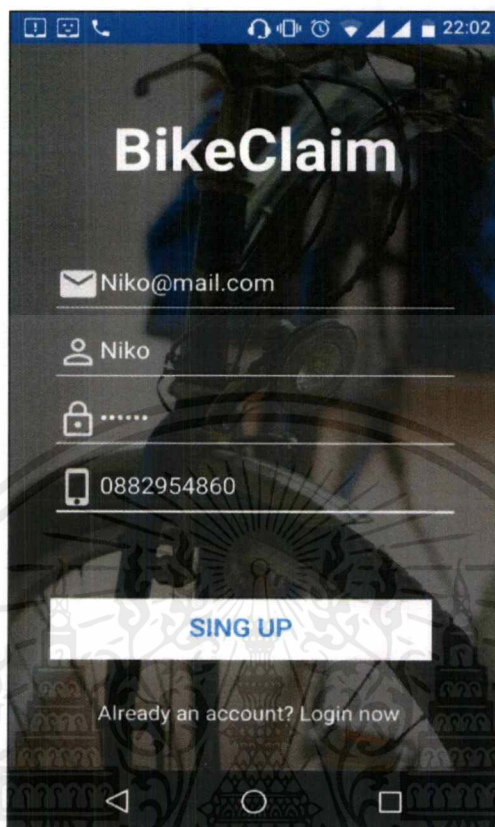 22:02
BikeClaim
Niko@mail.com
Niko
••••••
0882954860
SING UP
Already an account? Login now